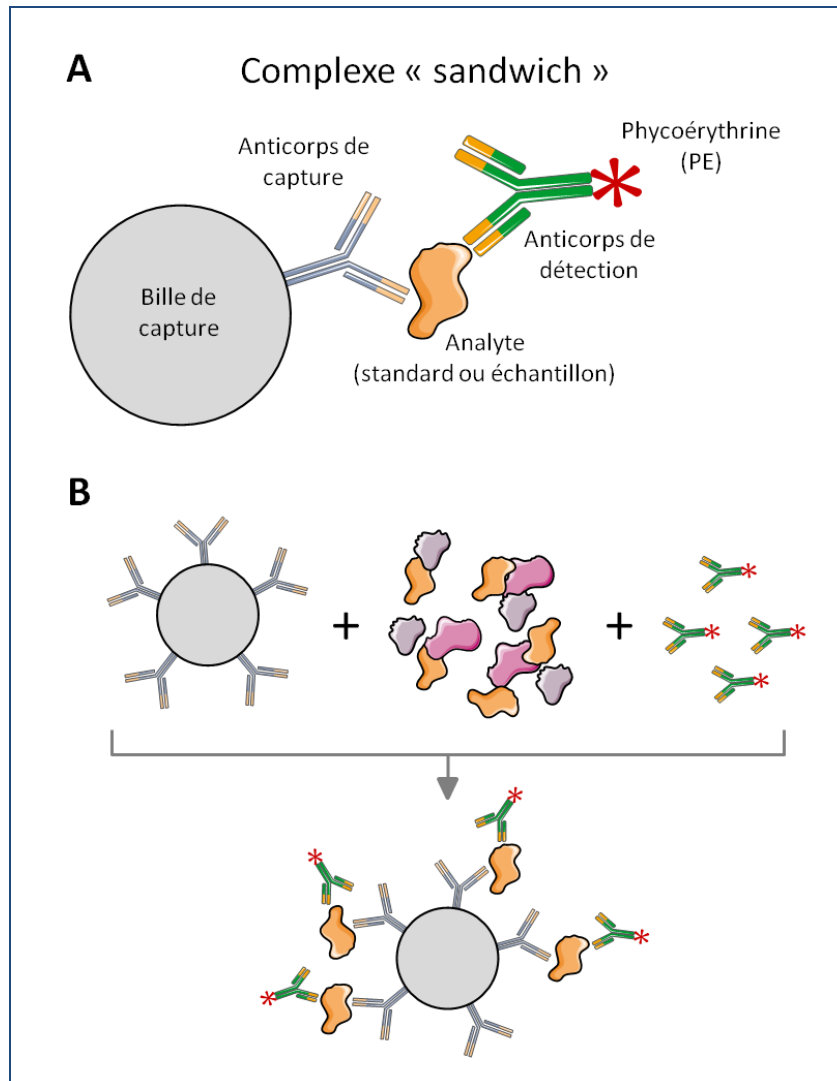 A
Complexe « sandwich »
Anticorps de
capture
Phycoérythrine
(PE)
Bille de
capture
Anticorps de
détection
Analyte
(standard ou échantillon)
B
+
+